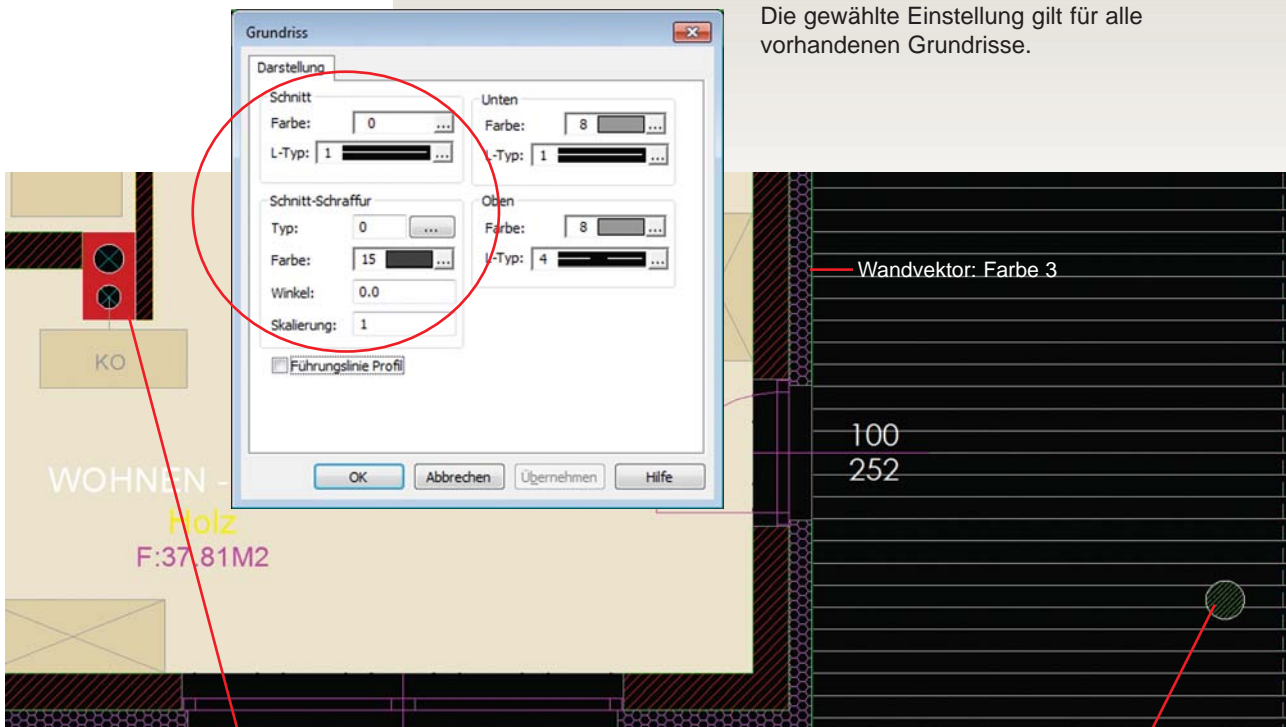 Die gewählte Einstellung gilt für alle
vorhandenen Grundrisse.
Grundriss
Darstellung
Schnitt
Farbe: 0 ...
L-Typ: 1 ...
Unten
Farbe: 8 ...
L-Typ: 1 ...
Schnitt-Schraffur
Typ: 0 ...
Farbe: 15 ...
Winkel: 0.0
Skalierung: 1
Oben
Farbe: 8 ...
L-Typ: 4 ...
Führungslinie Profil
OK Abbrechen Übernehmen Hilfe
Wandvektor: Farbe 3
KO
100
252
WOHNEN -
Holz
F:37.81M2